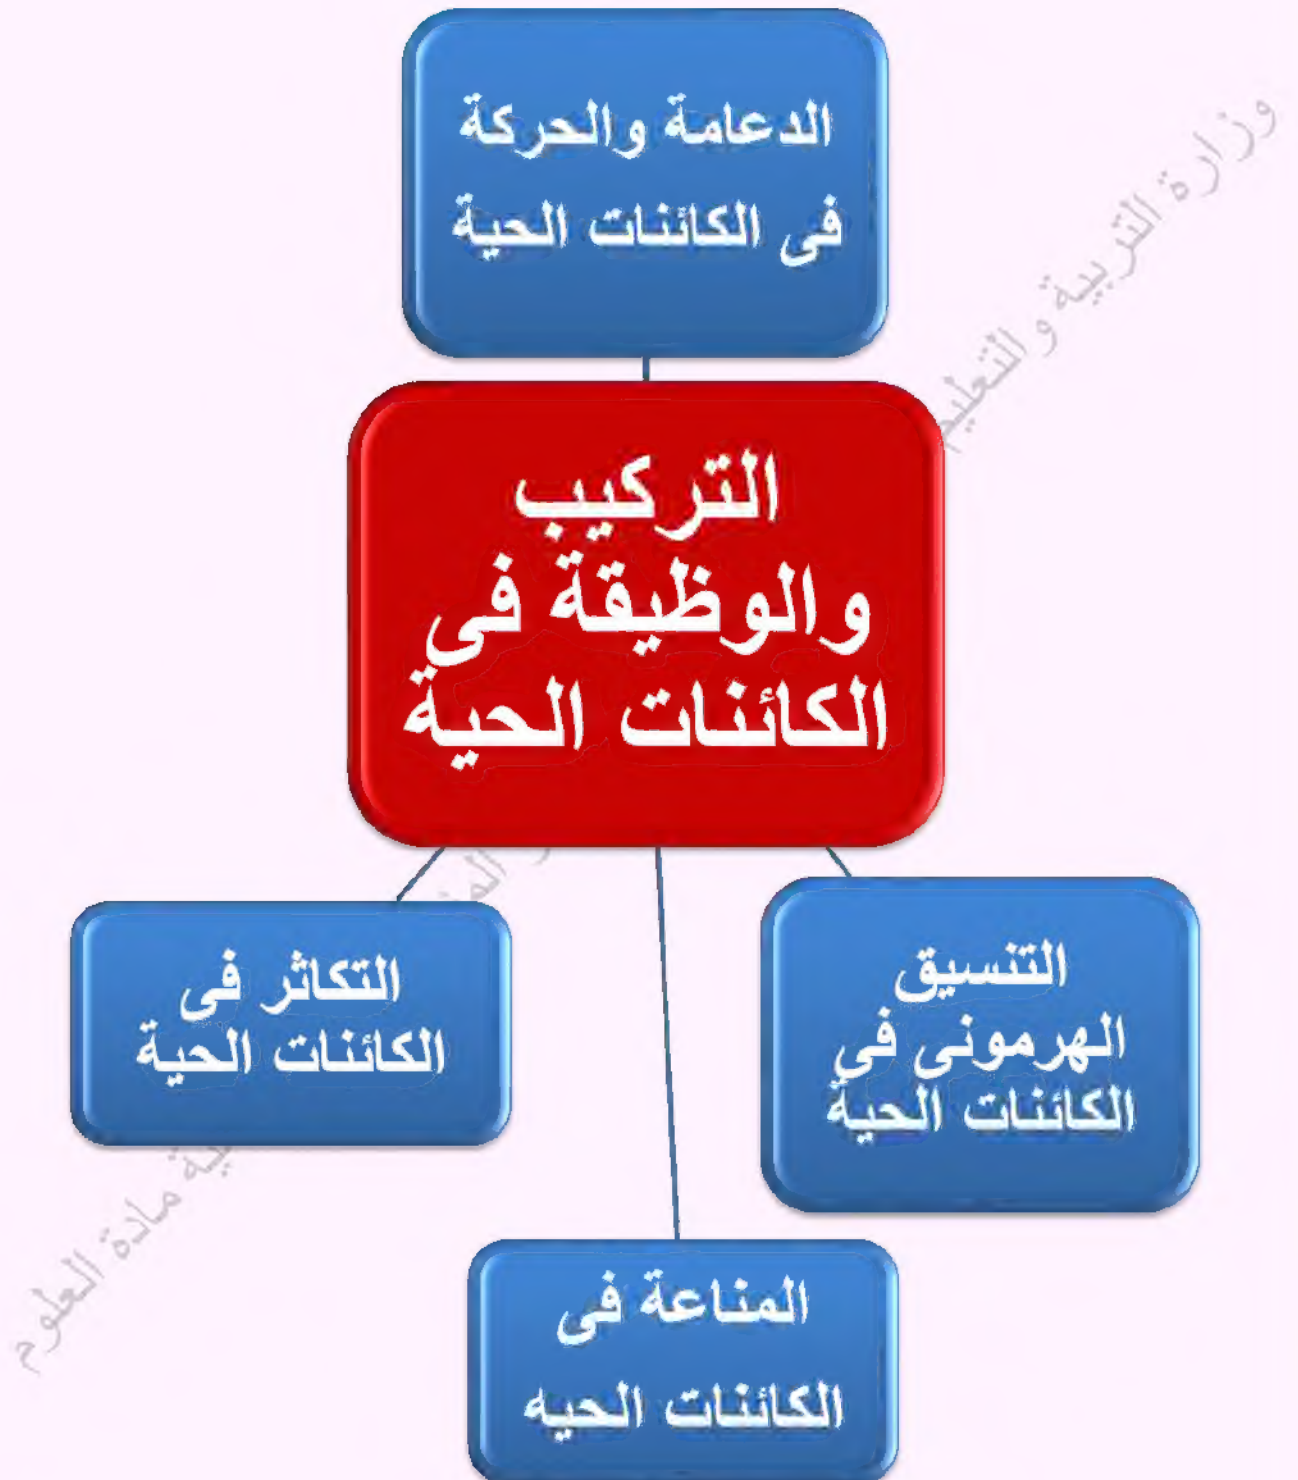 الدعامة والحركة
فى الكائنات الحية
وزارة التربية والتعليم
التركيب
والوظيفة فى
الكائنات الحية
التكاثر فى
الكائنات الحية
التنسيق
الهرمونى فى
الكائنات الحية
مادة العلوم
المناعة فى
الكائنات الحيه